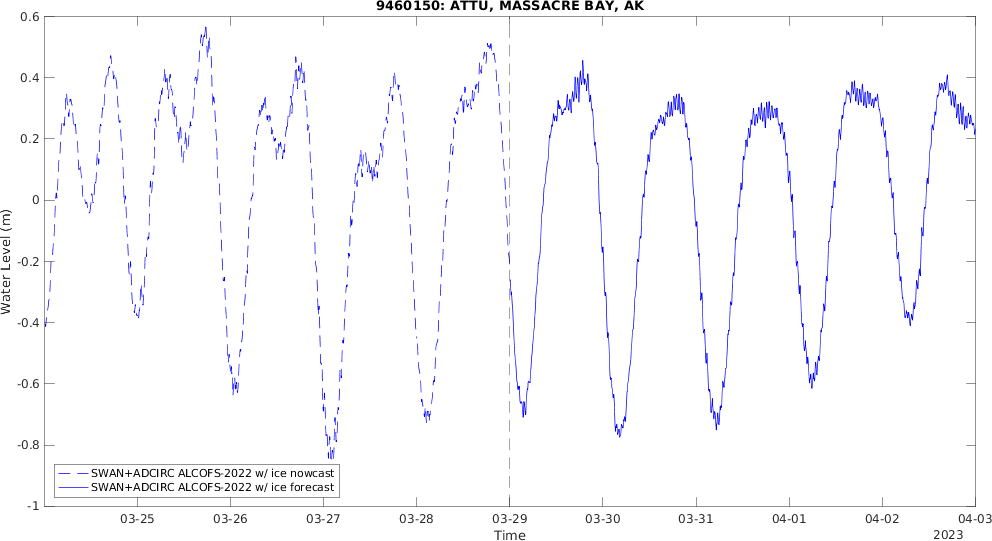 9460150: ATTU, MASSACRE BAY, AK
0.6
0.4
0.2
0
-0.2
-0.4
-0.6
-0.8
-1
Water Level (m)
SWAN+ADCIRC ALCOFS-2022 w/ ice nowcast
SWAN+ADCIRC ALCOFS-2022 w/ ice forecast
03-25 03-26 03-27 03-28 03-29 03-30 03-31 04-01 04-02 04-03
Time
2023